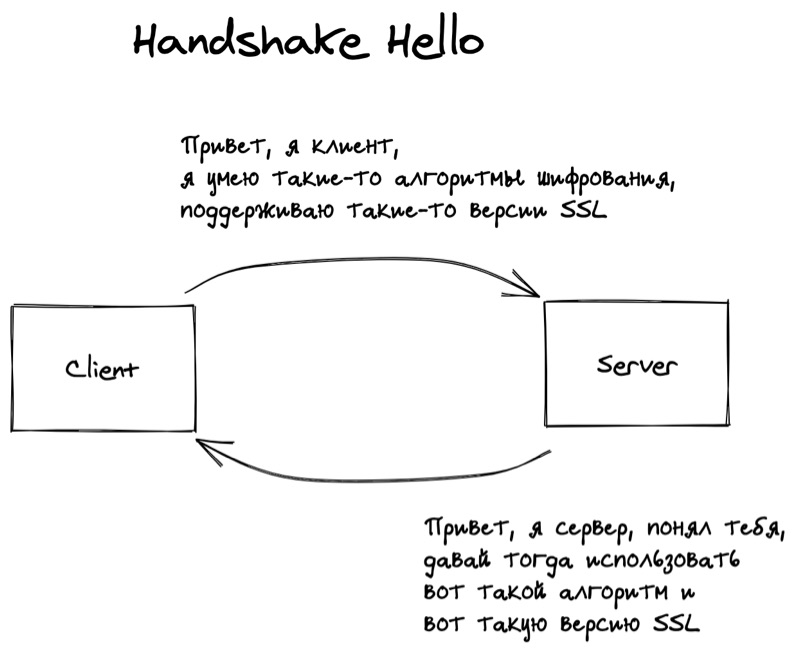 Handshake Hello
Привет, я клиент,
я умею такие-то алгоритмы шифрования,
поддерживаю такие-то версии SSL
Client
Server
Привет, я сервер, понял тебя,
давай тогда использовать
вот такой алгоритм и
вот такую версию SSL